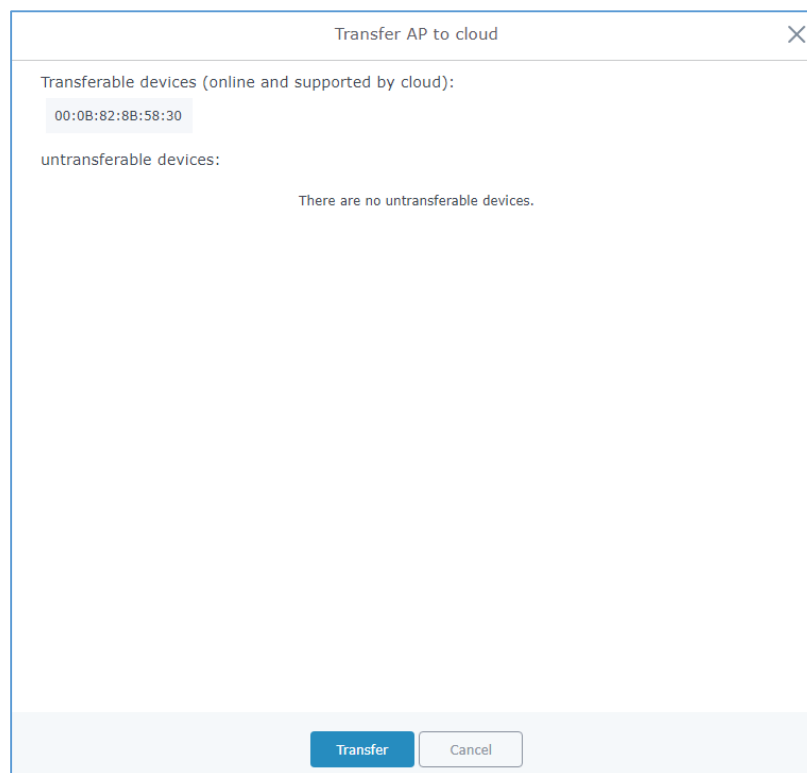 Transfer AP to cloud
Transferable devices (online and supported by cloud):
00:0B:82:8B:58:30
untransferable devices:
There are no untransferable devices.
Transfer
Cancel